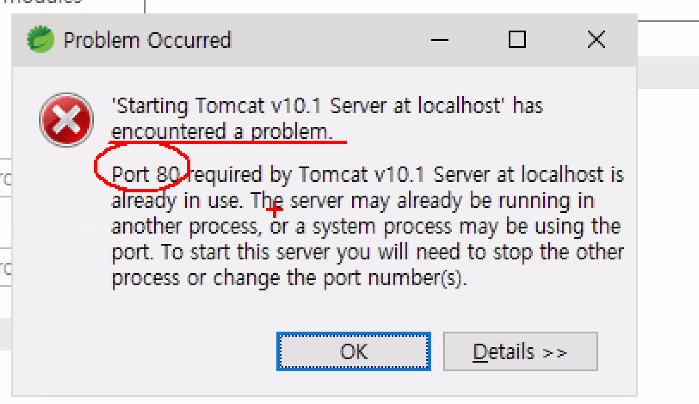 modules
Problem Occurred
'Starting Tomcat v10.1 Server at localhost' has
encountered a problem.
Port 80 required by Tomcat v10.1 Server at localhost is
already in use. The server may already be running in
another process, or a system process may be using the
port. To start this server you will need to stop the other
process or change the port number(s).
OK
Details >>